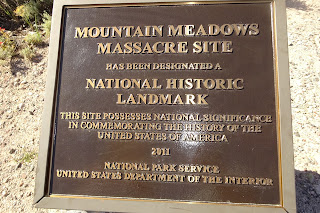 MOUNTAIN MEADOWS
MASSACRE SITE
HAS BEEN DESIGNATED A
NATIONAL HISTORIC
LANDMARK
THIS SITE POSSESSES NATIONAL SIGNIFICANCE
IN COMMEMORATING THE HISTORY OF THE
UNITED STATES OF AMERICA
2011
NATIONAL PARK SERVICE
UNITED STATES DEPARTMENT OF THE INTERIOR